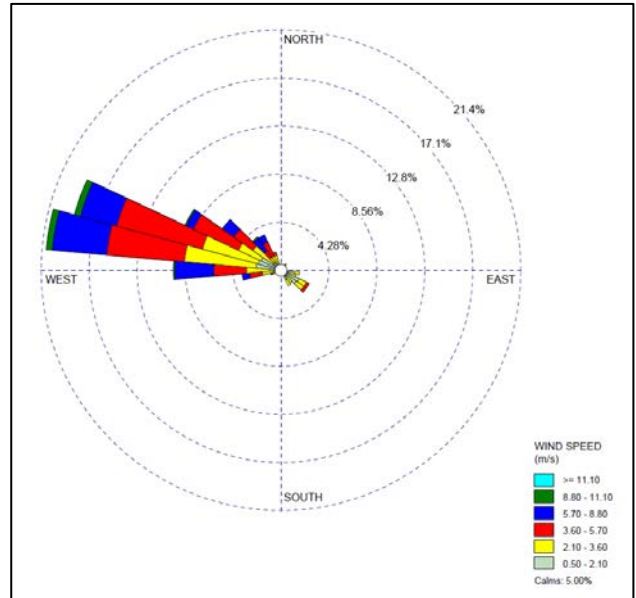 NORTH
21.4%
17.1%
12.8%
8.56%
4.28%
WEST
EAST
SOUTH
WIND SPEED
(m/s)
>= 11.10
8.80 - 11.10
5.70 - 8.80
3.60 - 5.70
2.10 - 3.60
0.50 - 2.10
Calms: 5.00%